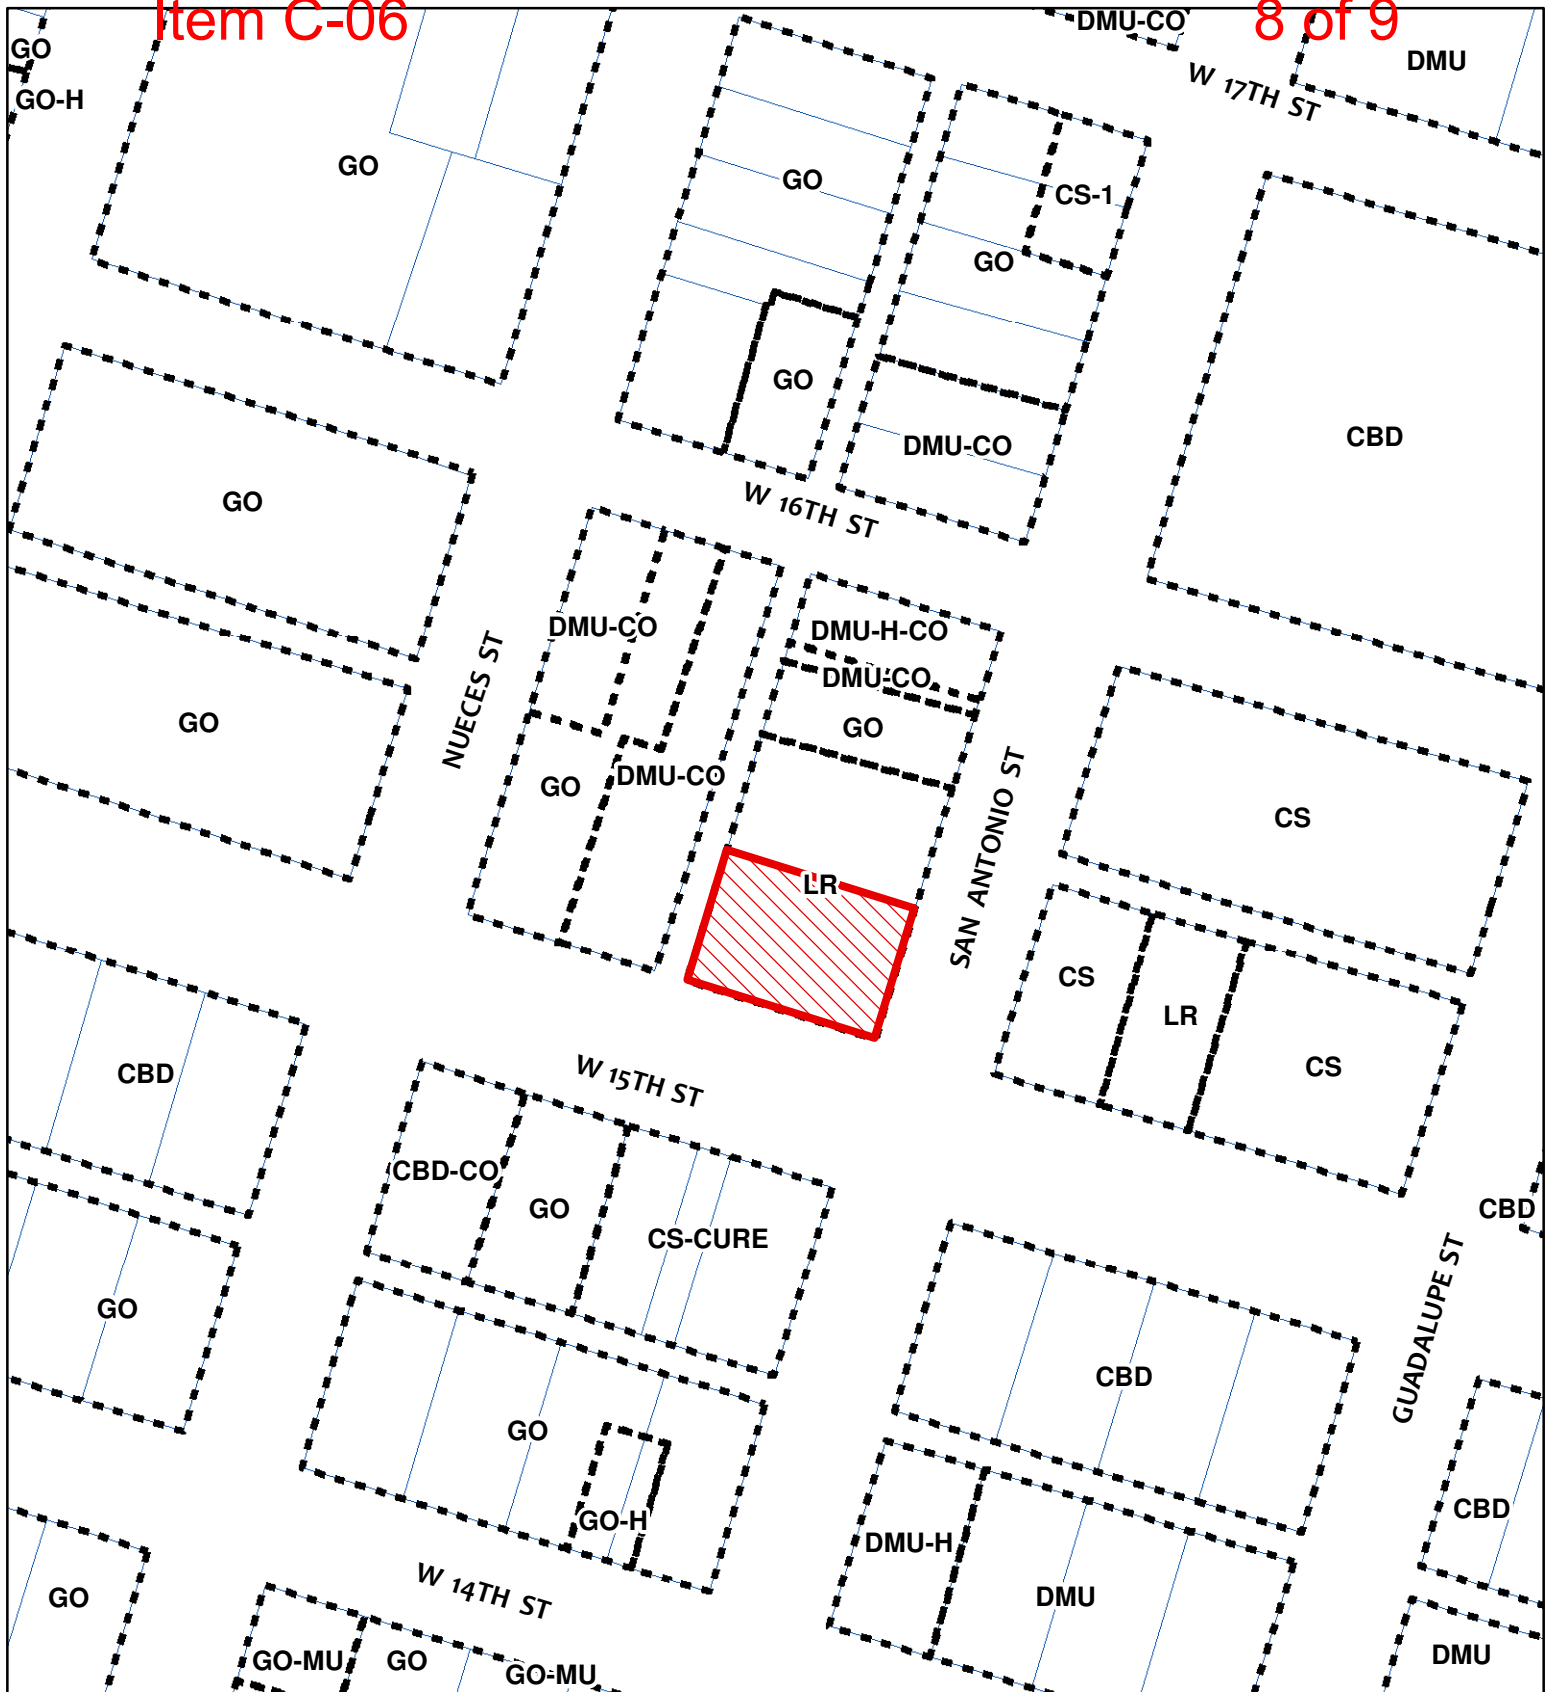 Item C-06
8 of 9
DMU-CO
GO
DMU
W 17TH ST
GO-H
GO
GO
CS-1
GO
GO
CBD
DMU-CO
GO
W 16TH ST
DMU-CO
DMU-H-CO
DMU-CO
NUECES ST
GO
GO
DMU-CO
GO
SAN ANTONIO ST
CS
LR
CS
LR
CS
CBD
W 15TH ST
CBD-CO
GO
CS-CURE
CBD
GUADALUPE ST
GO
CBD
GO
CBD
GO-H
DMU-H
W 14TH ST
GO
DMU
GO-MU
GO
GO-MU
DMU